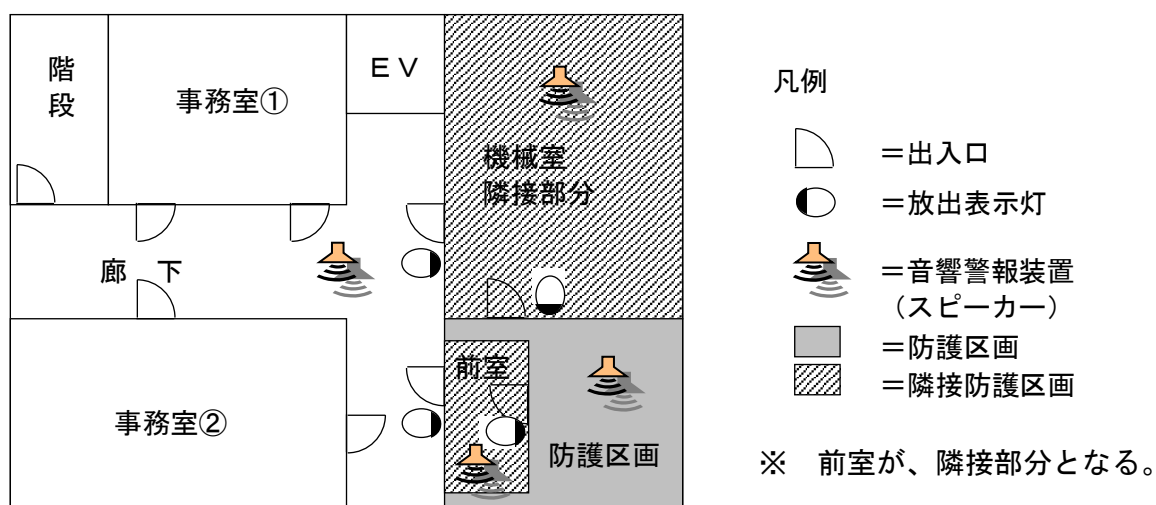 階
段
事務室①
ＥＶ
機械室
隣接部分
廊 下
前室
事務室②
防護区画
凡例
＝出入口
＝放出表示灯
＝音響警報装置
（スピーカー）
＝防護区画
＝隣接防護区画
※ 前室が、隣接部分となる。